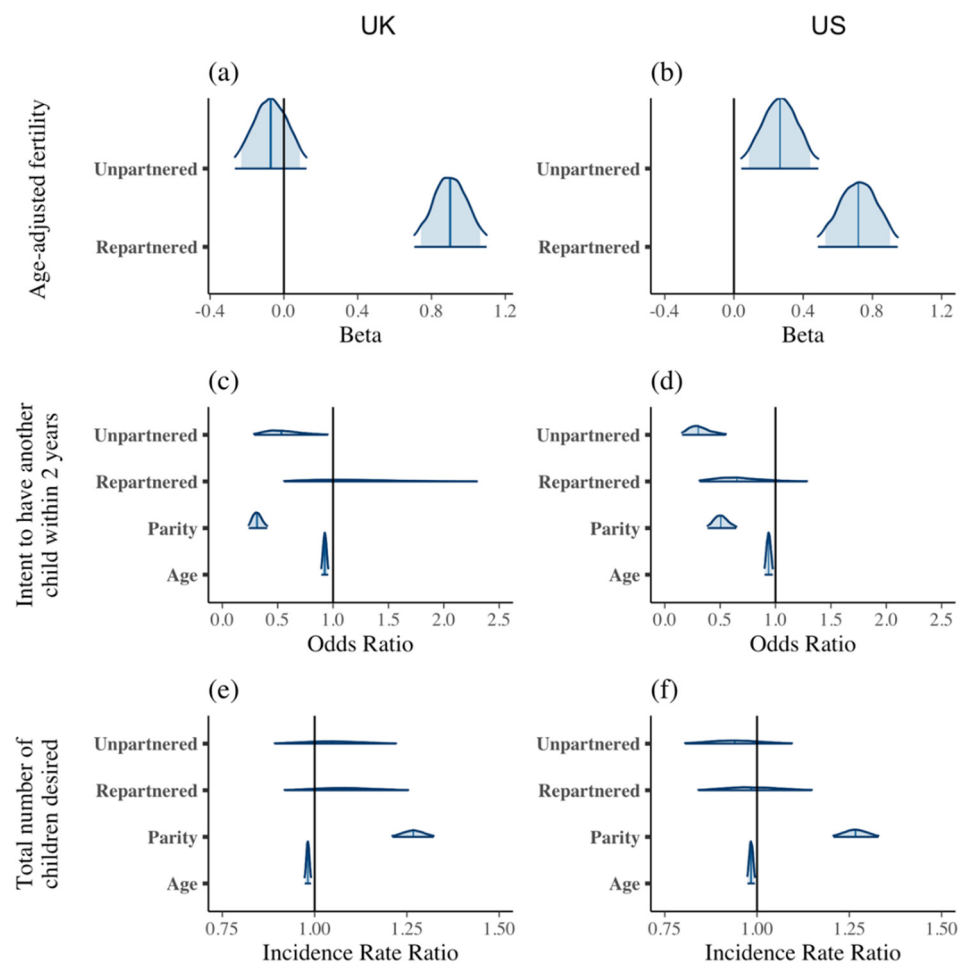 UK US
(a) (b)
Age-adjusted fertility
Unpartnered Unpartnered
Repartnered Repartnered
-0.4 0.0 0.4 0.8 1.2 -0.4 0.0 0.4 0.8 1.2
Beta Beta
(c) (d)
Intent to have another
child within 2 years
Unpartnered Unpartnered
Repartnered Repartnered
Parity Parity
Age Age
0.0 0.5 1.0 1.5 2.0 2.5 0.0 0.5 1.0 1.5 2.0 2.5
Odds Ratio Odds Ratio
(e) (f)
Total number of
children desired
Unpartnered Unpartnered
Repartnered Repartnered
Parity Parity
Age Age
0.75 1.00 1.25 1.50 0.75 1.00 1.25 1.50
Incidence Rate Ratio Incidence Rate Ratio